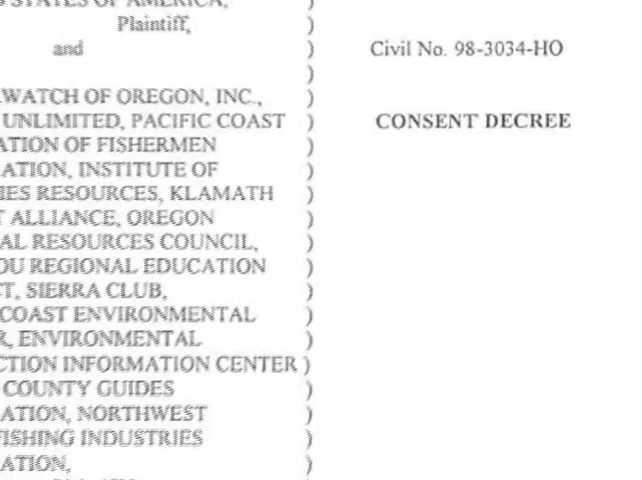 STATES OF AMERICA,
Plaintiff,
and
Civil No. 98-3034-HO
WATCH OF OREGON, INC.,
UNLIMITED, PACIFIC COAST
CONSENT DECREE
ATION OF FISHERMEN
ATION, INSTITUTE OF
IES RESOURCES, KLAMATH
T ALLIANCE, OREGON
AL RESOURCES COUNCIL,
OU REGIONAL EDUCATION
CT, SIERRA CLUB,
COAST ENVIRONMENTAL
R, ENVIRONMENTAL
CTION INFORMATION CENTER )
COUNTY GUIDES
ATION, NORTHWEST
FISHING INDUSTRIES
ATION,